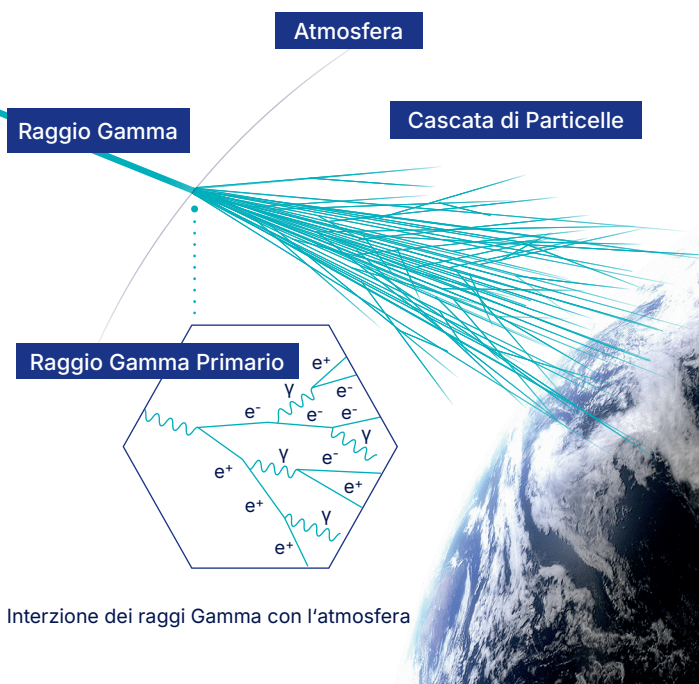 Atmosfera
Cascata di Particelle
Raggio Gamma
Raggio Gamma Primario
e⁺
γ
e⁻
e⁻
e⁻
e⁻
γ
γ
e⁻
e⁺
e⁺
e⁺
γ
e⁺
Interzione dei raggi Gamma con l‘atmosfera